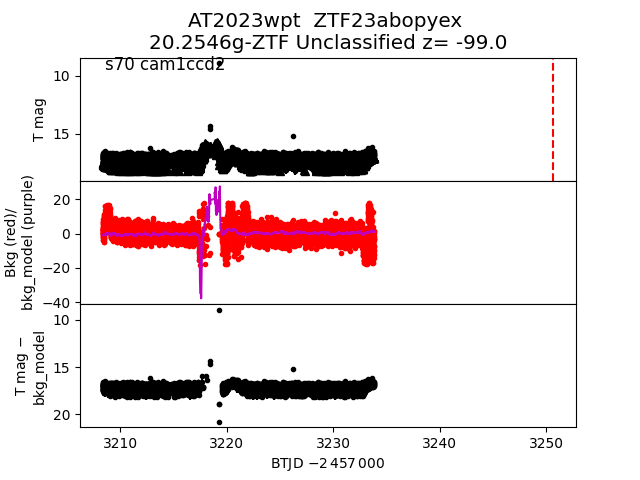 AT2023wpt ZTF23abopyex
20.2546g-ZTF Unclassified z= -99.0
s70 cam1ccd2
T mag
10
15
Bkg (red)/
bkg_model (purple)
20
0
−20
−40
T mag −
bkg_model
10
15
20
3210 3220 3230 3240 3250
BTJD −2 457 000